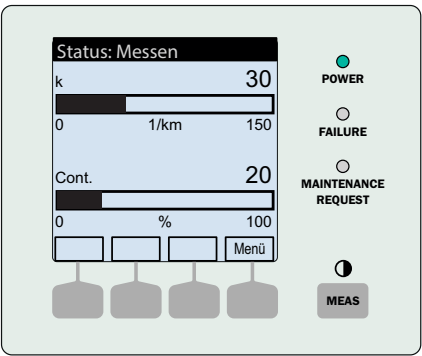 Status: Messen
k 30
0 1/km 150
Cont. 20
0 % 100
Menü
POWER
FAILURE
MAINTENANCE
REQUEST
MEAS